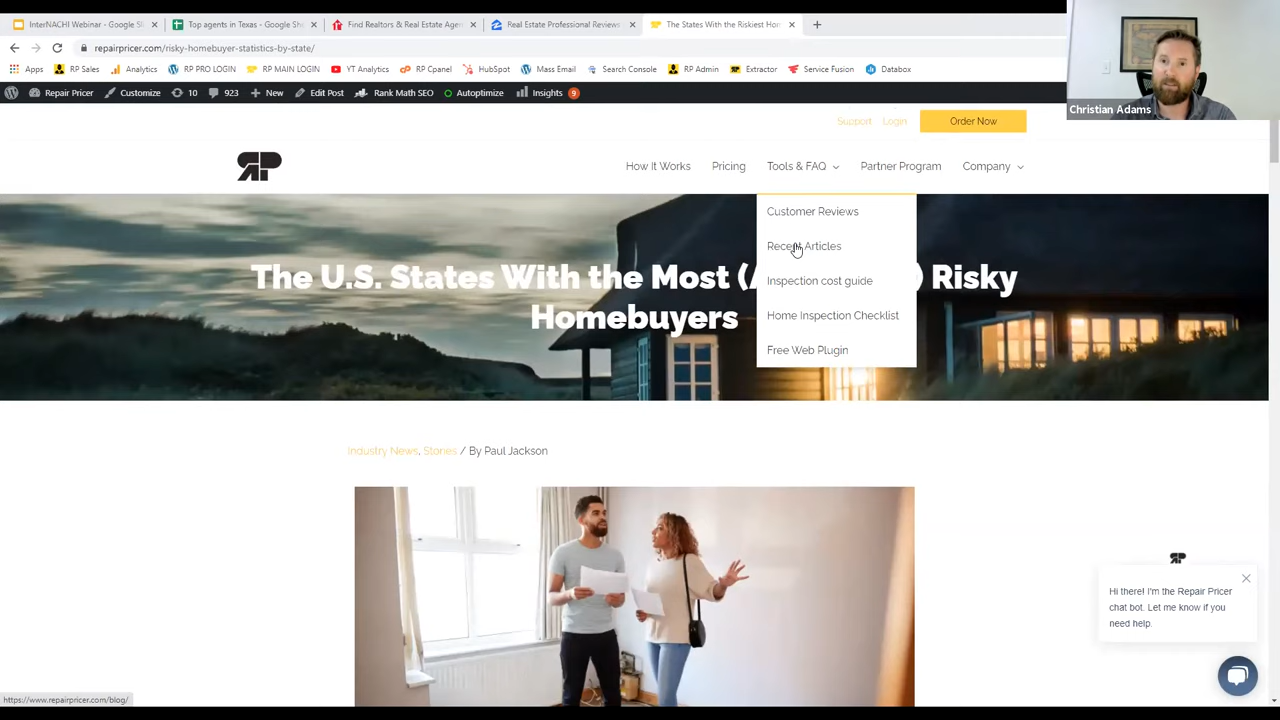 InterNACHI Webinar - Google Sl
Top agents in Texas - Google She
Find Realtors & Real Estate Agen
Real Estate Professional Reviews
The States With the Riskiest Hom
repairpricer.com/risky-homebuyer-statistics-by-state/
Apps RP Sales Analytics RP PRO LOGIN RP MAIN LOGIN YT Analytics RP Cpanel HubSpot Mass Email Search Console RP Admin Extractor Service Fusion Databox
Repair Pricer Customize 10 923 New Edit Post Rank Math SEO Autoptimize Insights 9
Christian Adams
Support Login Order Now
RP
How It Works Pricing Tools & FAQ Partner Program Company
Customer Reviews
Recent Articles
Inspection cost guide
Home Inspection Checklist
Free Web Plugin
The U.S. States With the Most ( ) Risky
Homebuyers
Industry News, Stories / By Paul Jackson
RP
Hi there! I'm the Repair Pricer
chat bot. Let me know if you
need help.
https://www.repairpricer.com/blog/